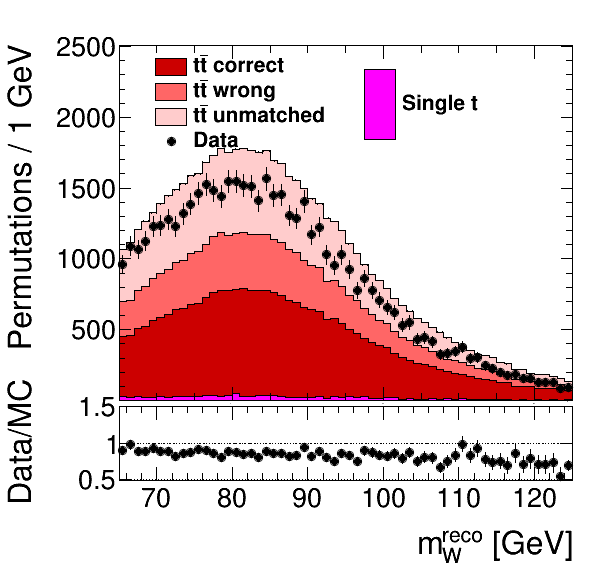 Permutations / 1 GeV
2500
2000
1500
1000
500
tt̄ correct
tt̄ wrong
tt̄ unmatched
Data
Single t
Data/MC
1.5
1
0.5
70 80 90 100 110 120
m_W^reco [GeV]